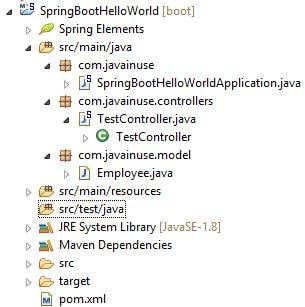 SpringBootHelloWorld [boot]
Spring Elements
src/main/java
com.javainuse
SpringBootHelloWorldApplication.java
com.javainuse.controllers
TestController.java
TestController
com.javainuse.model
Employee.java
src/main/resources
src/test/java
JRE System Library [JavaSE-1.8]
Maven Dependencies
src
target
pom.xml